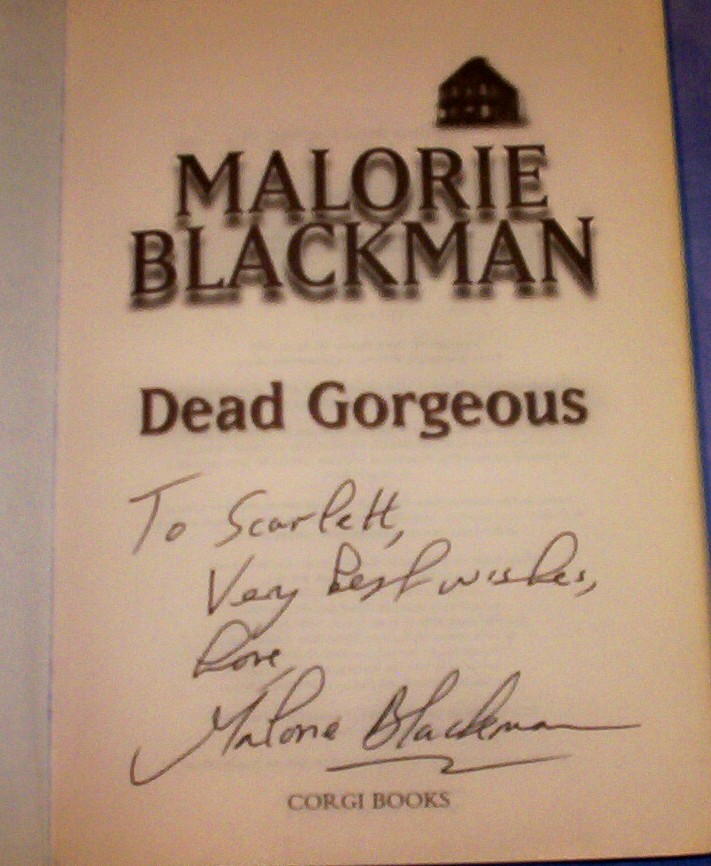 MALORIE
BLACKMAN
Dead Gorgeous
To Scarlett,
Very best wishes,
Love,
Malorie Blackman
CORGI BOOKS